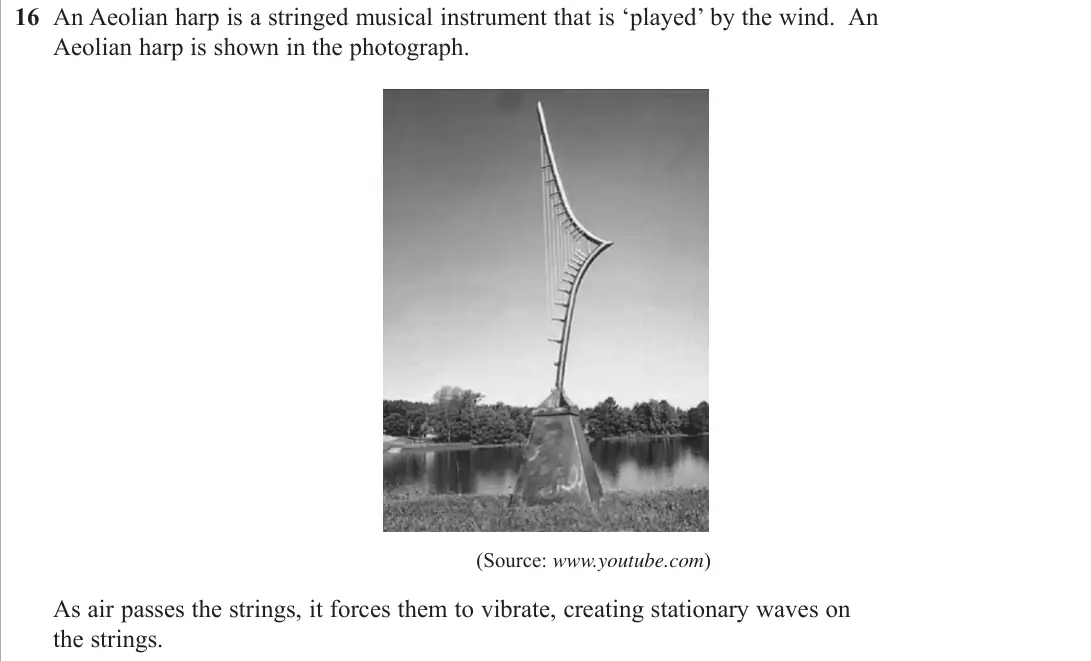 16 An Aeolian harp is a stringed musical instrument that is ‘played’ by the wind. An
Aeolian harp is shown in the photograph.
(Source: www.youtube.com)
As air passes the strings, it forces them to vibrate, creating stationary waves on
the strings.